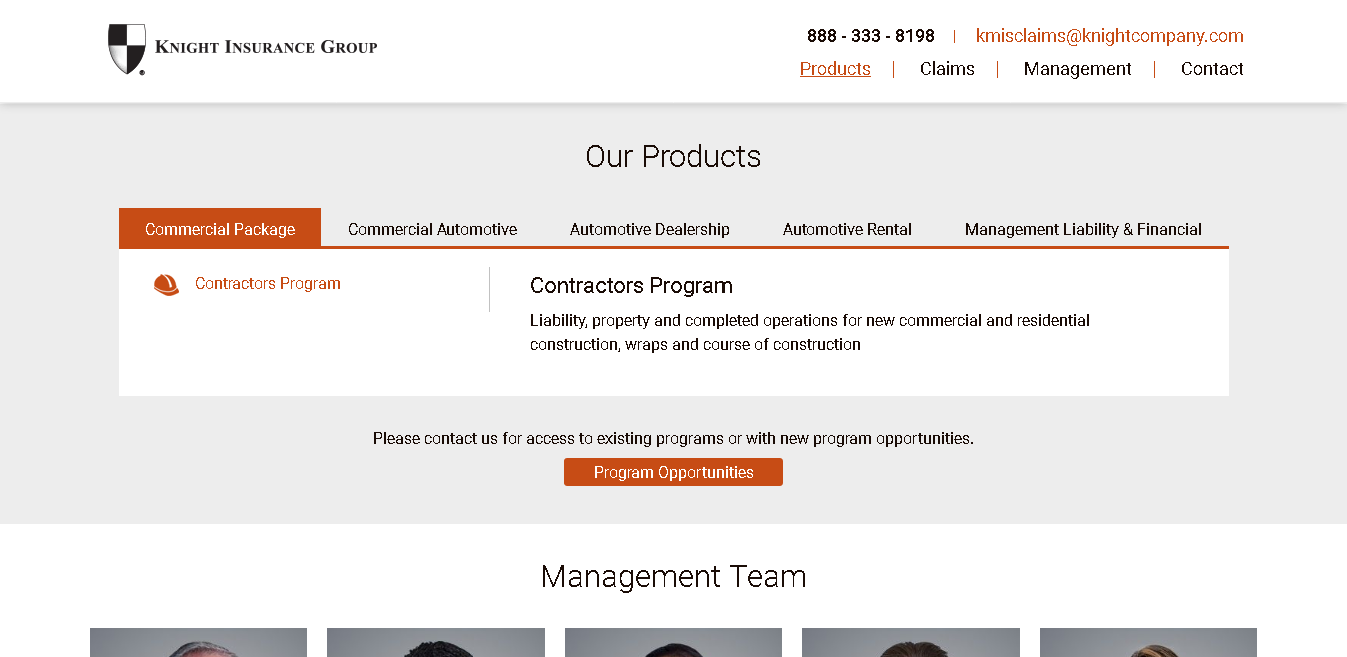 KNIGHT INSURANCE GROUP
888 - 333 - 8198 | kmisclaims@knightcompany.com
Products | Claims | Management | Contact
Our Products
Commercial Package Commercial Automotive Automotive Dealership Automotive Rental Management Liability & Financial
Contractors Program
Contractors Program
Liability, property and completed operations for new commercial and residential
construction, wraps and course of construction
Please contact us for access to existing programs or with new program opportunities.
Program Opportunities
Management Team